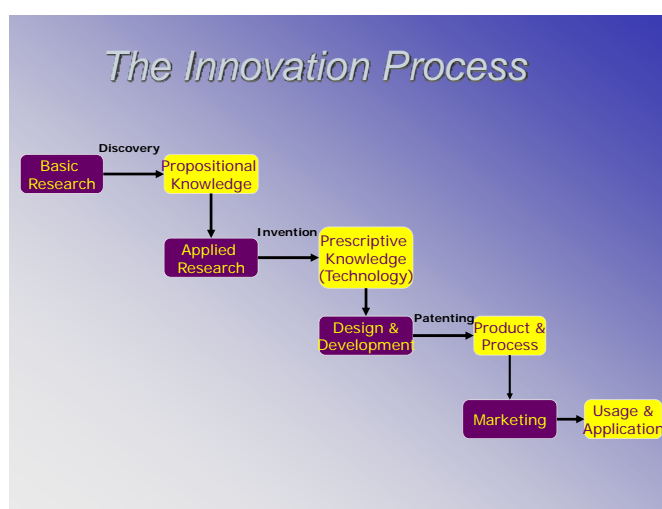 The Innovation Process
Discovery
Basic
Research
Propositional
Knowledge
Invention
Applied
Research
Prescriptive
Knowledge
(Technology)
Patenting
Design &
Development
Product &
Process
Marketing
Usage &
Application